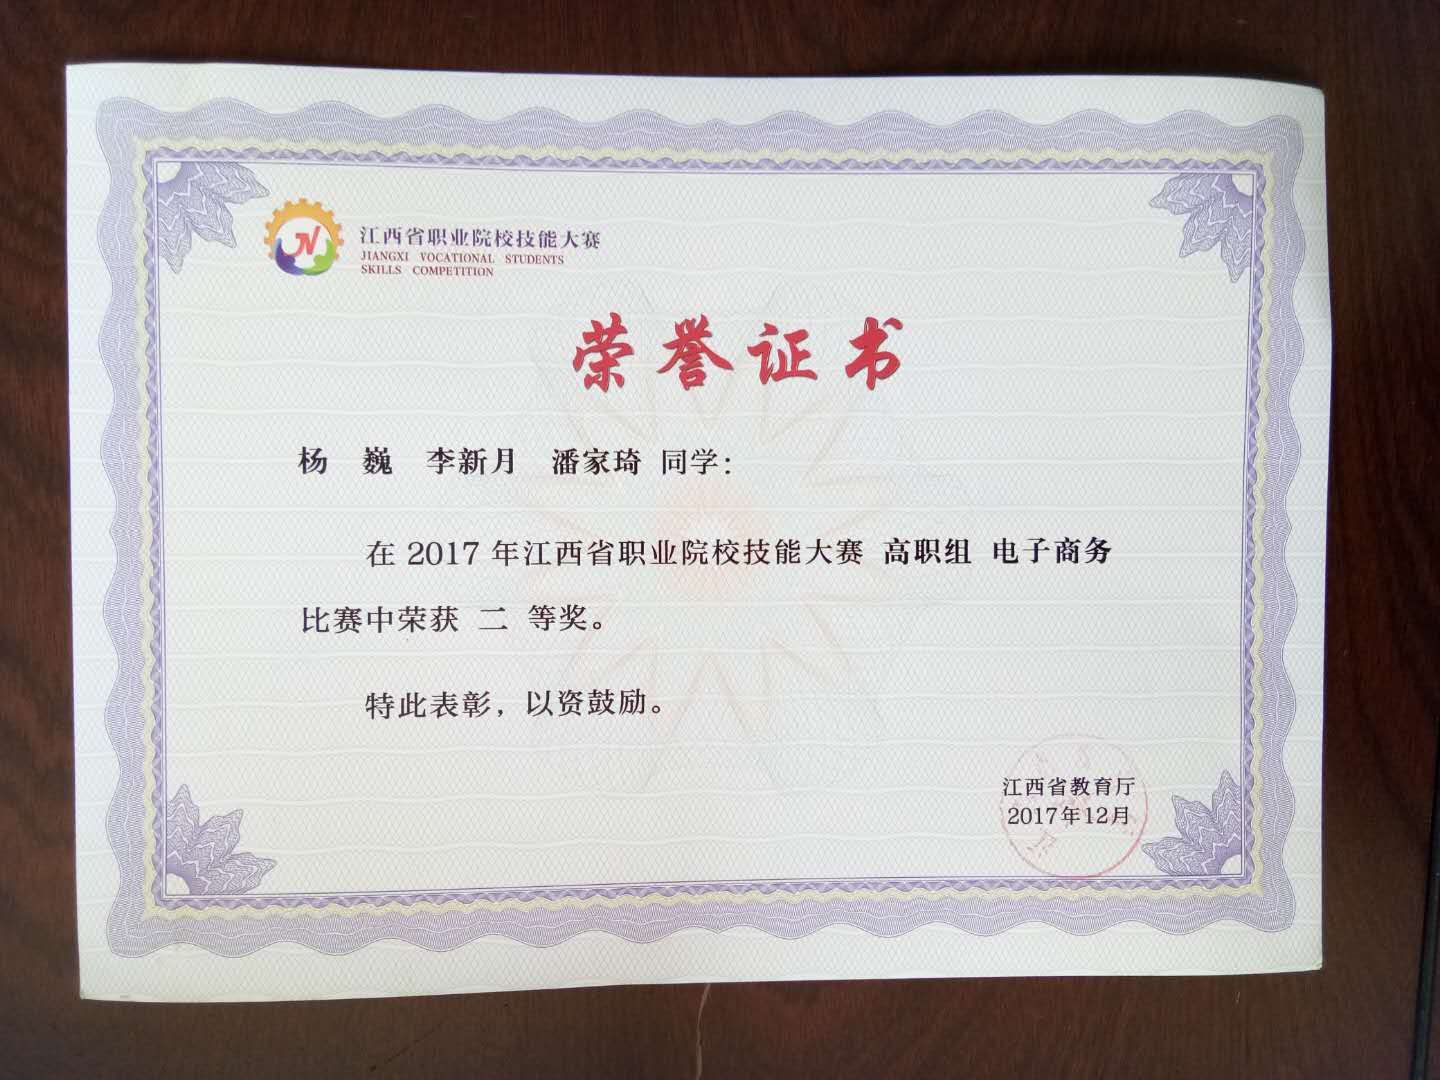 江西省职业院校技能大赛
JIANGXI VOCATIONAL STUDENTS
SKILLS COMPETITION
荣誉证书
杨 巍 李新月 潘家琦 同学：
在 2017 年江西省职业院校技能大赛 高职组 电子商务
比赛中荣获 二 等奖。
特此表彰，以资鼓励。
江西省教育厅
2017年12月